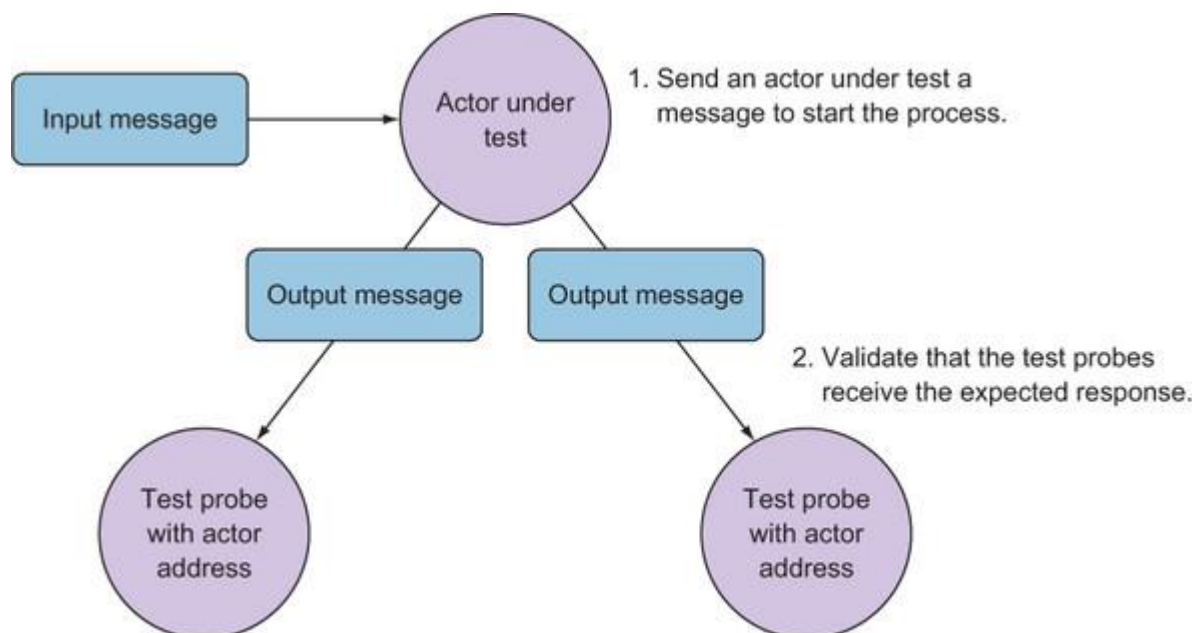 Input message
Actor under
test
1. Send an actor under test a
message to start the process.
Output message
Output message
2. Validate that the test probes
receive the expected response.
Test probe
with actor
address
Test probe
with actor
address